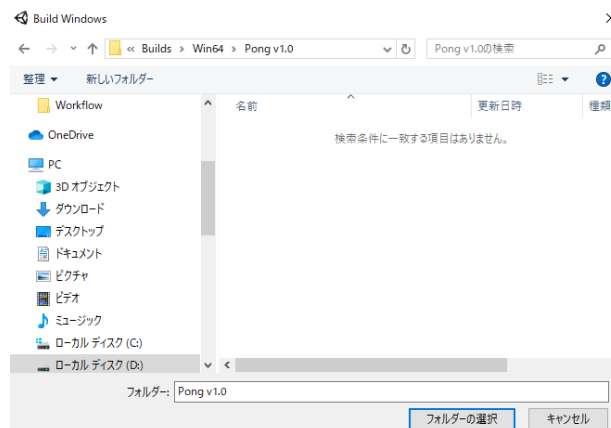 Build Windows
« Builds › Win64 › Pong v1.0
Pong v1.0の検索
整理 新しいフォルダー
名前 更新日時 種類
Workflow
検索条件に一致する項目はありません。
OneDrive
PC
3D オブジェクト
ダウンロード
デスクトップ
ドキュメント
ピクチャ
ビデオ
ミュージック
ローカル ディスク (C:)
ローカル ディスク (D:)
フォルダー: Pong v1.0
フォルダーの選択 キャンセル